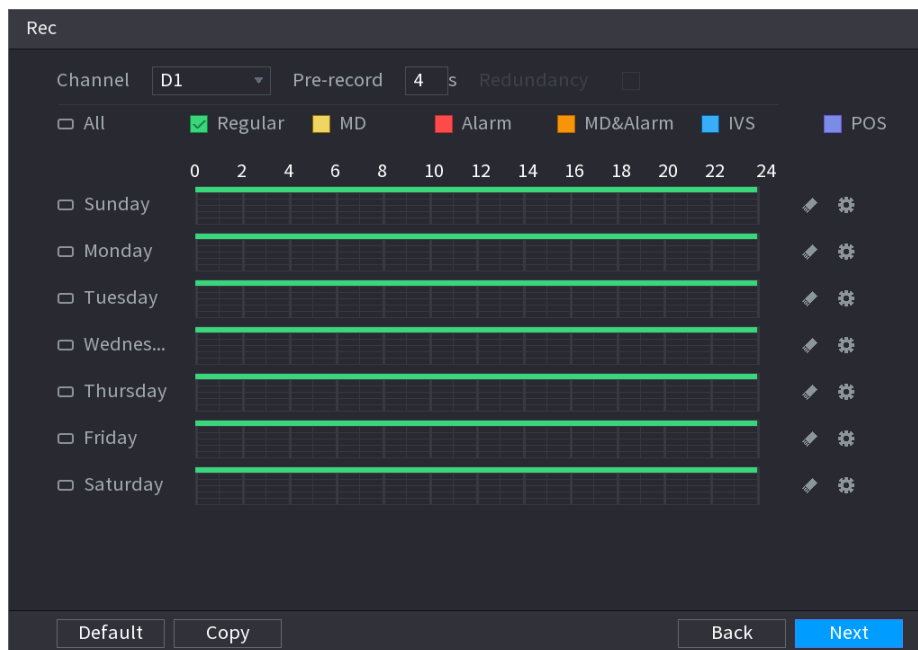 Rec
Channel D1 Pre-record 4 s Redundancy
All Regular MD Alarm MD&Alarm IVS POS
0 2 4 6 8 10 12 14 16 18 20 22 24
Sunday
Monday
Tuesday
Wednes...
Thursday
Friday
Saturday
Default Copy Back Next